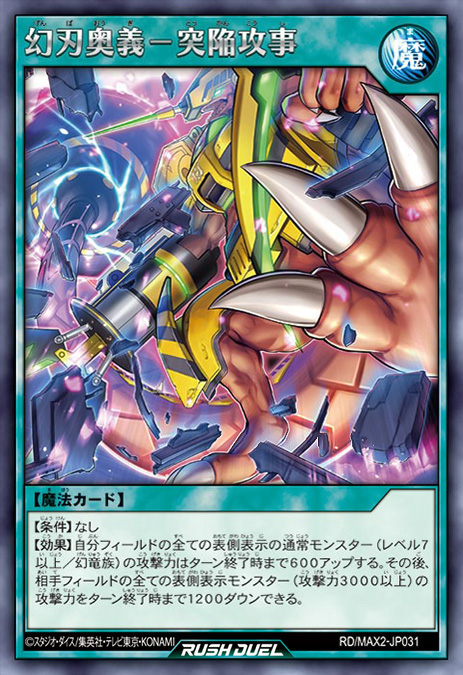 幻刃奥義－突陥攻事
魔
【魔法カード】
【条件】なし
【効果】自分フィールドの全ての表側表示の通常モンスター（レベル7
以上／幻竜族）の攻撃力はターン終了時まで600アップする。その後、
相手フィールドの全ての表側表示モンスター（攻撃力3000以上）の
攻撃力をターン終了時まで1200ダウンできる。
©スタジオ・ダイス/集英社・テレビ東京・KONAMI
RUSH DUEL
RD/MAX2-JP031